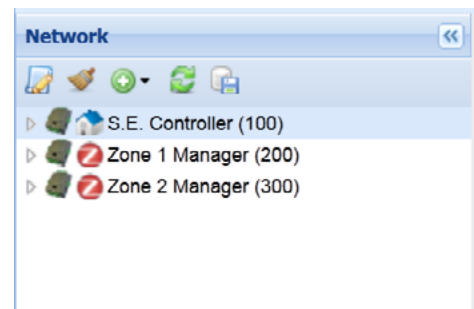 Network
S.E. Controller (100)
Zone 1 Manager (200)
Zone 2 Manager (300)